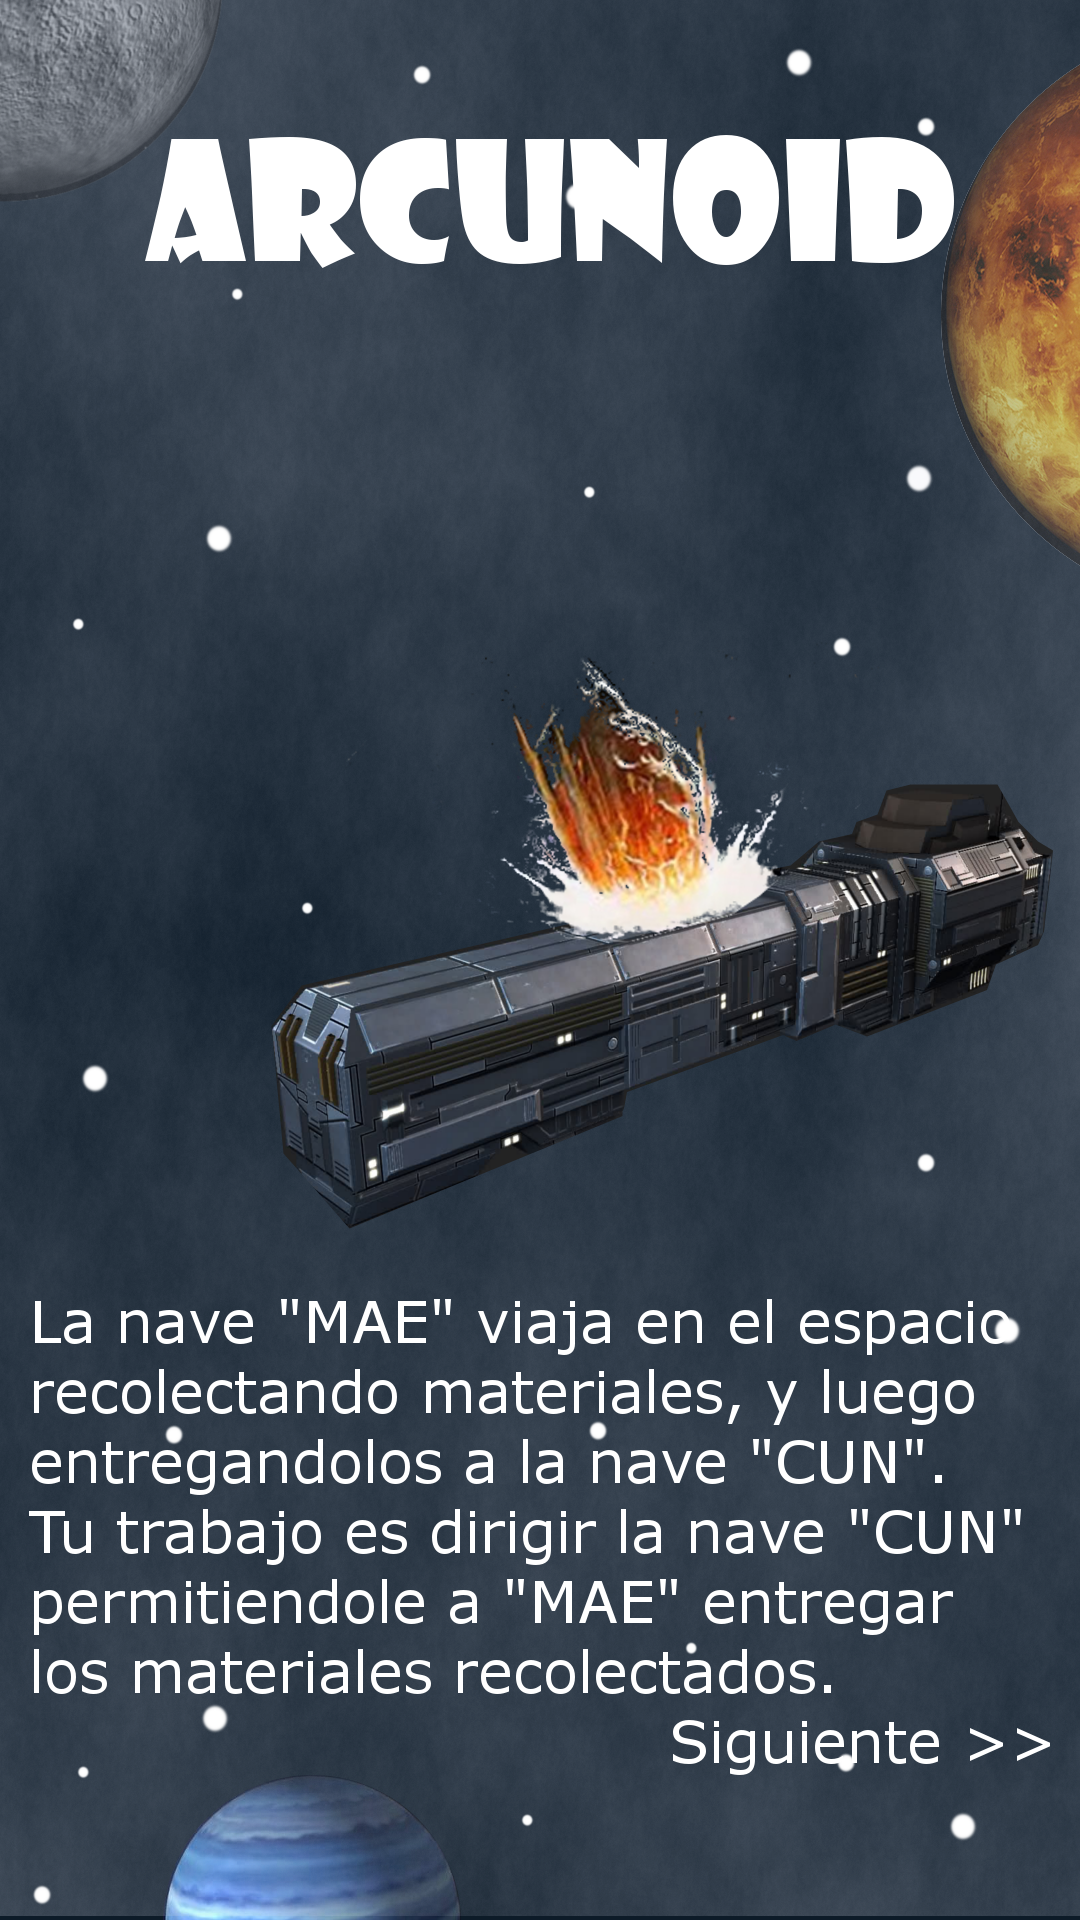 ARCUNOID
La nave "MAE" viaja en el espacio
recolectando materiales, y luego
entregandolos a la nave "CUN".
Tu trabajo es dirigir la nave "CUN"
permitiendole a "MAE" entregar
los materiales recolectados.
Siguiente >>